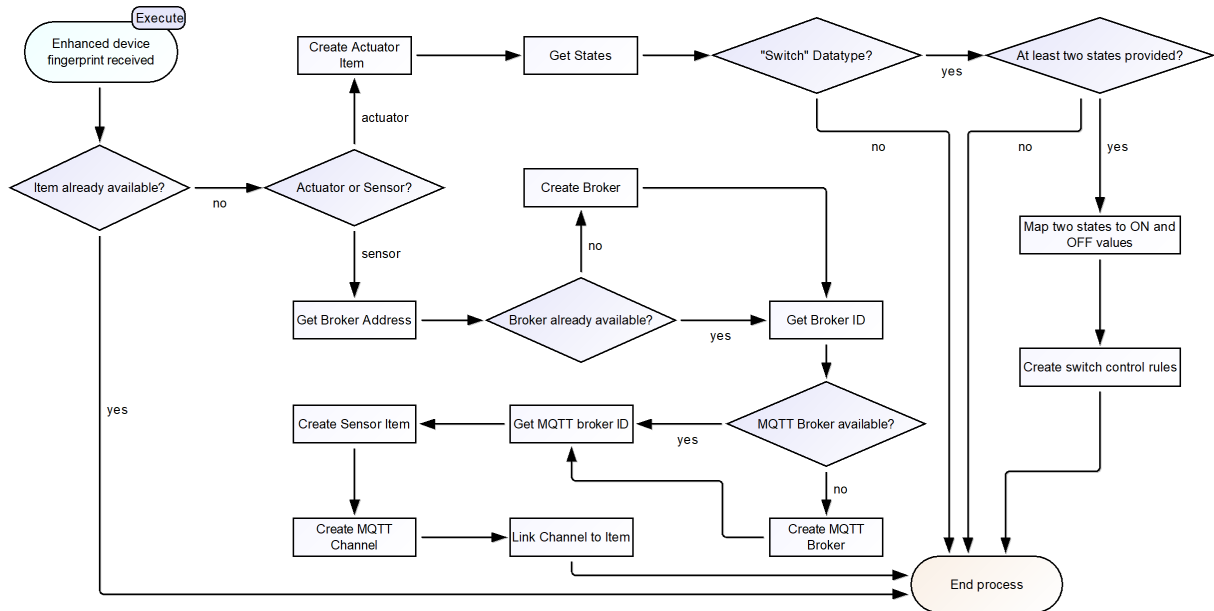 Execute
Enhanced device
fingerprint received
Create Actuator
Item
Get States
"Switch" Datatype?
yes
At least two states provided?
actuator
no
no
yes
Item already available?
no
Actuator or Sensor?
Create Broker
Map two states to ON and
OFF values
sensor
no
Get Broker Address
Broker already available?
yes
Get Broker ID
Create switch control rules
yes
Create Sensor Item
Get MQTT broker ID
yes
MQTT Broker available?
no
Create MQTT
Channel
Link Channel to Item
Create MQTT
Broker
End process